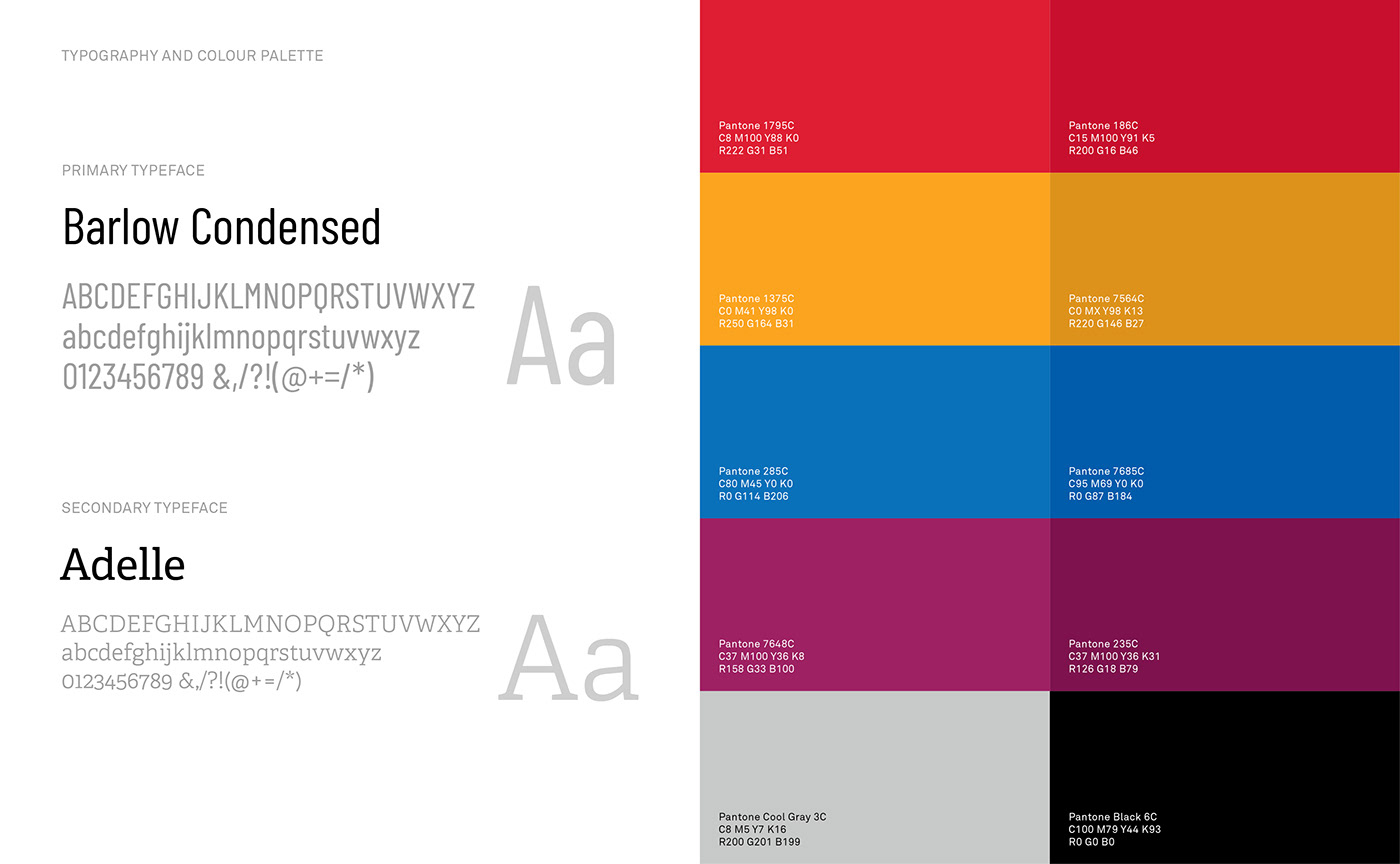 TYPOGRAPHY AND COLOUR PALETTE
PRIMARY TYPEFACE
Barlow Condensed
ABCDEFGHIJKLMNOPQRSTUVWXYZ
abcdefghijklmnopqrstuvwxyz
0123456789 &,/?!(@+=/*)
Aa
SECONDARY TYPEFACE
Adelle
ABCDEFGHIJKLMNOPQRSTUVWXYZ
abcdefghijklmnopqrstuvwxyz
0123456789 &,/?!(@+=/*)
Aa
Pantone 1795C
C8 M100 Y88 K0
R222 G31 B51
Pantone 186C
C15 M100 Y91 K5
R200 G16 B46
Pantone 1375C
C0 M41 Y98 K0
R250 G164 B31
Pantone 7564C
C0 MX Y98 K13
R220 G146 B27
Pantone 285C
C80 M45 Y0 K0
R0 G114 B206
Pantone 7685C
C95 M69 Y0 K0
R0 G87 B184
Pantone 7648C
C37 M100 Y36 K8
R158 G33 B100
Pantone 235C
C37 M100 Y36 K31
R126 G18 B79
Pantone Cool Gray 3C
C8 M5 Y7 K16
R200 G201 B199
Pantone Black 6C
C100 M79 Y44 K93
R0 G0 B0